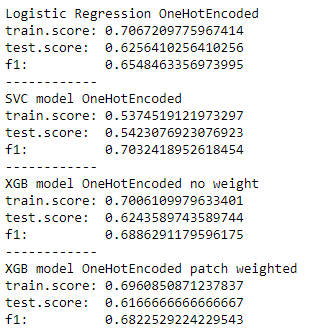 Logistic Regression OneHotEncoded
train.score: 0.7067209775967414
test.score: 0.6256410256410256
f1: 0.6548463356973995
------------
SVC model OneHotEncoded
train.score: 0.5374519121973297
test.score: 0.5423076923076923
f1: 0.7032418952618454
------------
XGB model OneHotEncoded no weight
train.score: 0.7006109979633401
test.score: 0.6243589743589744
f1: 0.6886291179596175
------------
XGB model OneHotEncoded patch weighted
train.score: 0.6960850871237837
test.score: 0.6166666666666667
f1: 0.6822529224229543